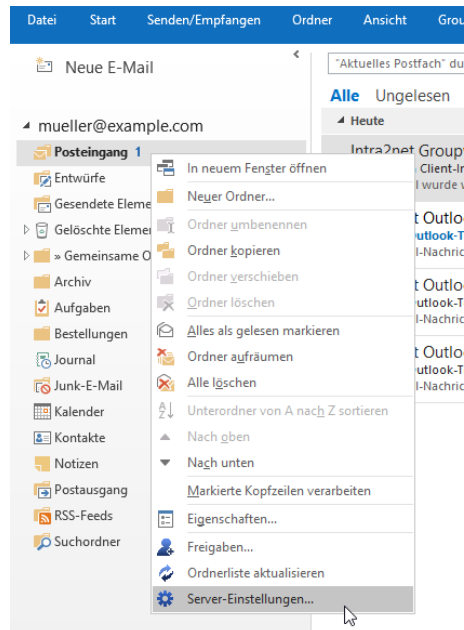 Datei Start Senden/Empfangen Ordner Ansicht
Neue E-Mail
"Aktuelles Postfach"
Alle Ungelesen
Heute
mueller@example.com
Posteingang 1
Entwürfe
Gesendete
Gelöschte
» Gemeinsame
Archiv
Aufgaben
Bestellungen
Journal
Junk-E-Mail
Kalender
Kontakte
Notizen
Postausgang
RSS-Feeds
Suchordner
In neuem Fenster öffnen
Neuer Ordner...
Ordner umbenennen
Ordner kopieren
Ordner verschieben
Ordner löschen
Alles als gelesen markieren
Ordner aufräumen
Alle löschen
Unterordner von A nach Z sortieren
Nach oben
Nach unten
Markierte Kopfzeilen verarbeiten
Eigenschaften...
Freigaben...
Ordnerliste aktualisieren
Server-Einstellungen...
Intra2net